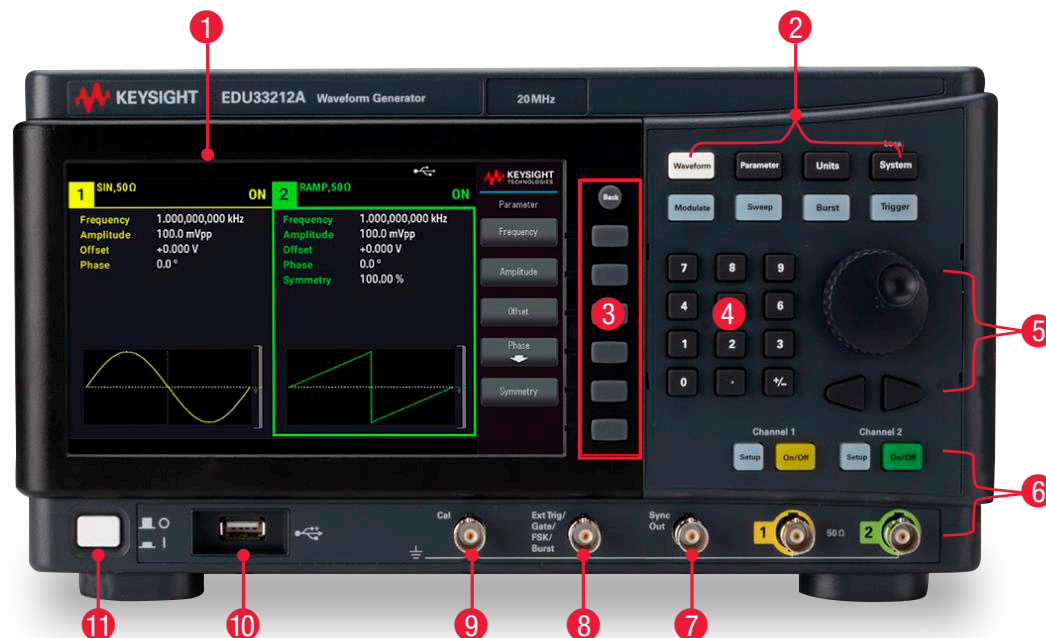 1
2
KEYSIGHT EDU33212A Waveform Generator 20 MHz
1 SIN,50Ω ON
Frequency 1.000,000,000 kHz
Amplitude 100.0 mVpp
Offset +0.000 V
Phase 0.0 °
2 RAMP,50Ω ON
Frequency 1.000,000,000 kHz
Amplitude 100.0 mVpp
Offset +0.000 V
Phase 0.0 °
Symmetry 100.00 %
KEYSIGHT
TECHNOLOGIES
Parameter
Frequency
Amplitude
Offset
Phase
Symmetry
Back
3
Local
Waveform Parameter Units System
Modulate Sweep Burst Trigger
7 8 9
4 6
1 2 3
0 . +/−
4
5
Channel 1 Channel 2
Setup On/Off Setup On/Off
6
Cal
Ext Trig/
Gate/
FSK/
Burst
Sync
Out
1 50 Ω 2
11
10
9
8
7